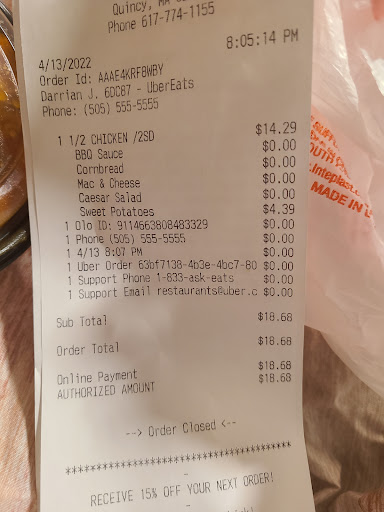 Quincy, MA
Phone 617-774-1155
8:05:14 PM
4/13/2022
Order Id: AAAE4KRF8WBY
Darrian J. 6DC87 - UberEats
Phone: (505) 555-5555
1 1/2 CHICKEN /2SD $14.29
BBQ Sauce $0.00
Cornbread $0.00
Mac & Cheese $0.00
Caesar Salad $0.00
Sweet Potatoes $4.39
1 Olo ID: 9114663808483329 $0.00
1 Phone (505) 555-5555 $0.00
1 4/13 8:07 PM $0.00
1 Uber Order 63bf7138-4b3e-4bc7-80 $0.00
1 Support Phone 1-833-ask-eats $0.00
1 Support Email restaurants@uber.c $0.00
Sub Total $18.68
Order Total $18.68
Online Payment $18.68
AUTHORIZED AMOUNT $18.68
--> Order Closed <--
****************************************
-
RECEIVE 15% OFF YOUR NEXT ORDER!
-
MADE IN